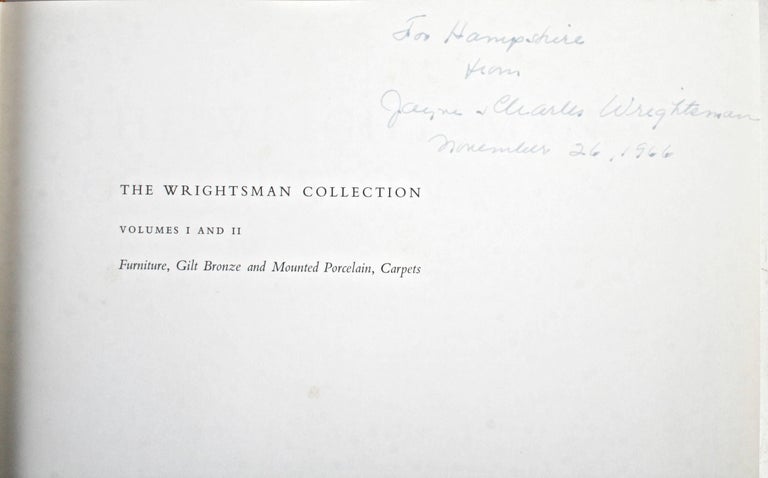 For Hampshire
from
Jayne & Charles Wrightsman
November 26, 1966
THE WRIGHTSMAN COLLECTION
VOLUMES I AND II
Furniture, Gilt Bronze and Mounted Porcelain, Carpets